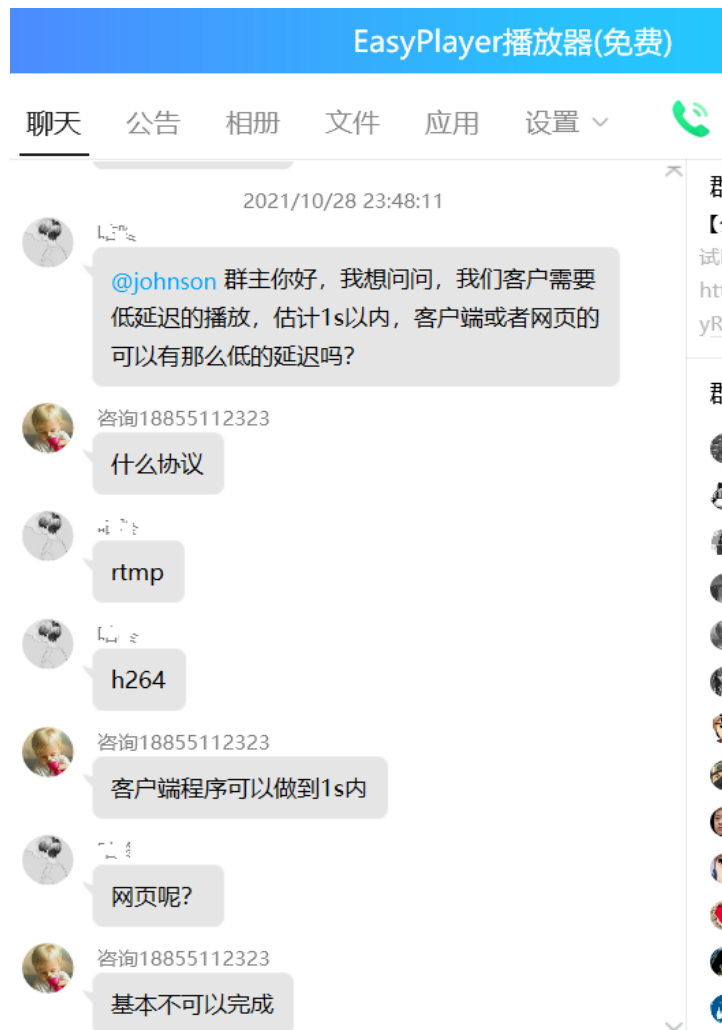 EasyPlayer播放器(免费)
聊天 公告 相册 文件 应用 设置
2021/10/28 23:48:11
@johnson 群主你好，我想问问，我们客户需要
低延迟的播放，估计1s以内，客户端或者网页的
可以有那么低的延迟吗？
咨询18855112323
什么协议
rtmp
h264
咨询18855112323
客户端程序可以做到1s内
网页呢？
咨询18855112323
基本不可以完成
试
htt
yR